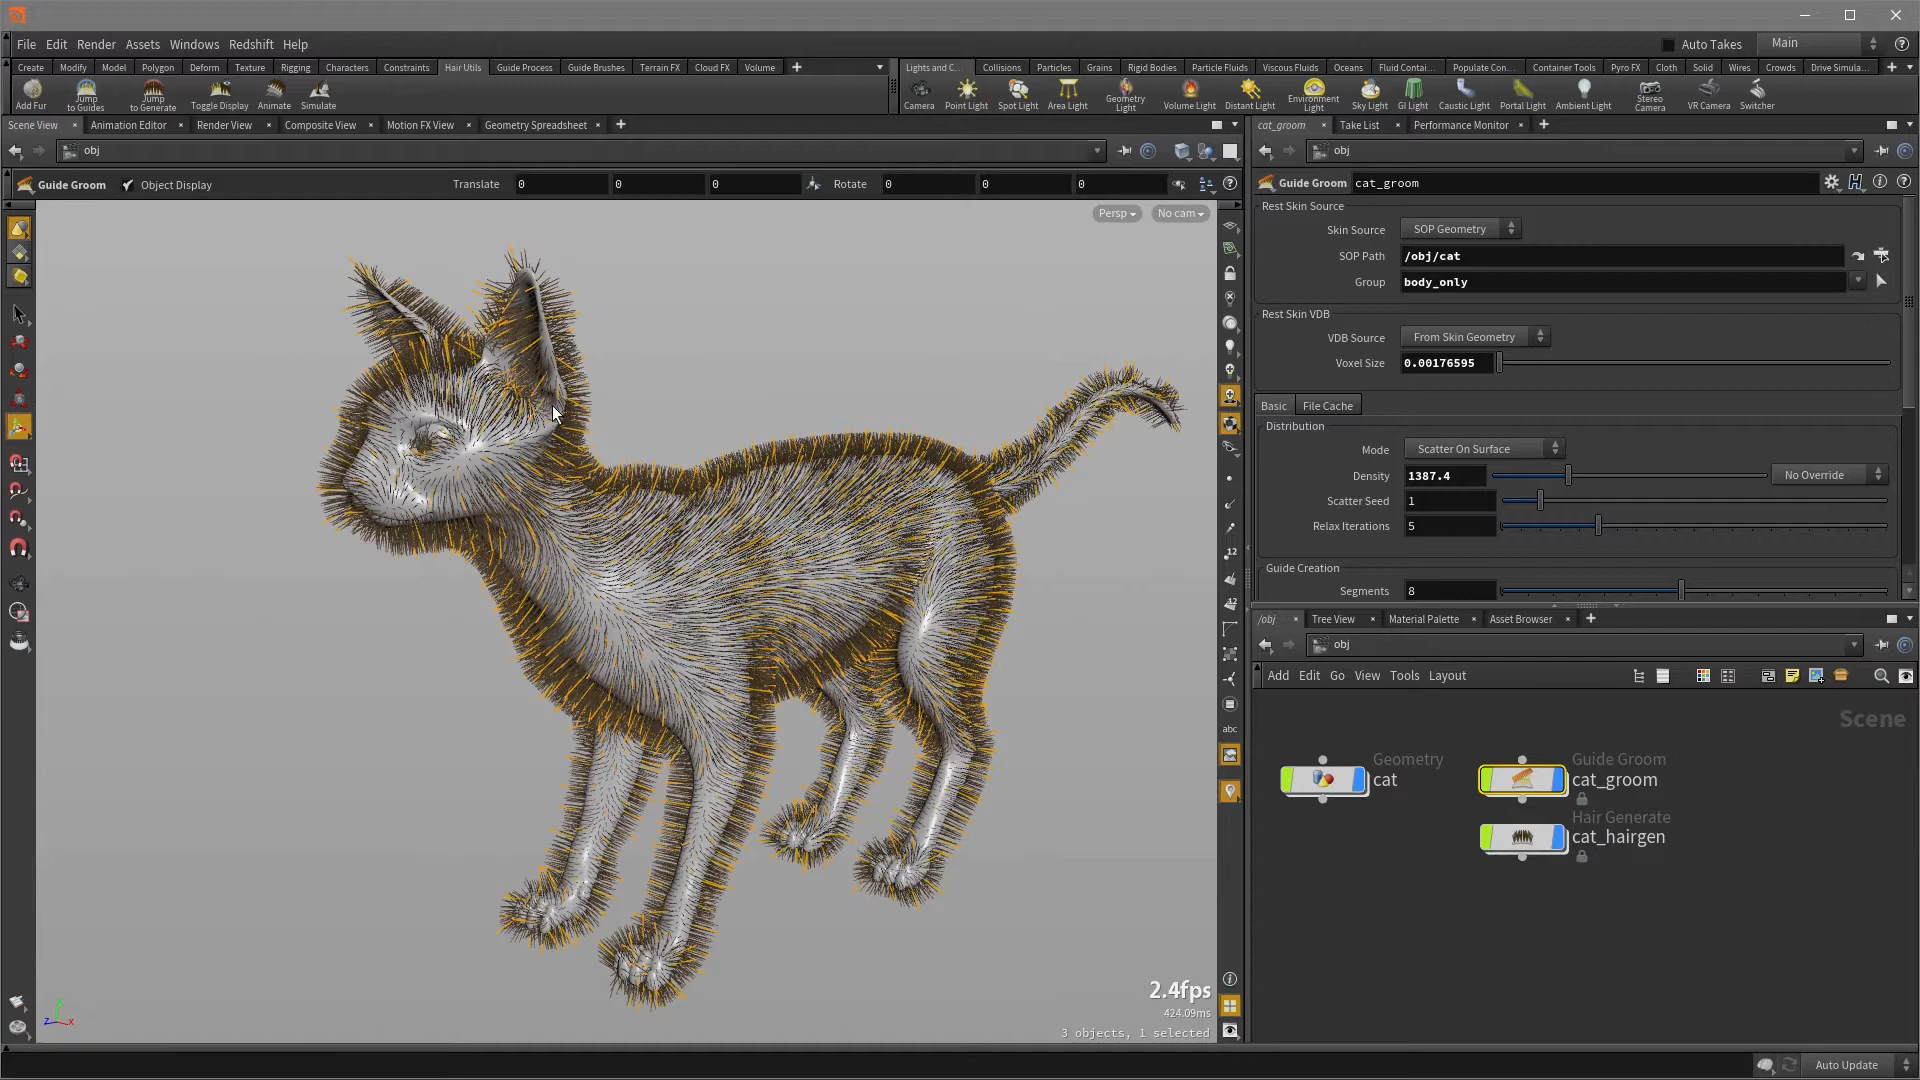 File Edit Render Assets Windows Redshift Help Auto Takes Main
Create Modify Model Polygon Deform Texture Rigging Characters Constraints Hair Utils Guide Process Guide Brushes Terrain FX Cloud FX Volume
Lights and C... Collisions Particles Grains Rigid Bodies Particle Fluids Viscous Fluids Oceans Fluid Contai... Populate Con... Container Tools Pyro FX Cloth Solid Wires Crowds Drive Simula...
Add Fur Jump to Guides Jump to Generate Toggle Display Animate Simulate
Camera Point Light Spot Light Area Light Geometry Light Volume Light Distant Light Environment Light Sky Light GI Light Caustic Light Portal Light Ambient Light Stereo Camera VR Camera Switcher
Scene View Animation Editor Render View Composite View Motion FX View Geometry Spreadsheet
cat_groom Take List Performance Monitor
obj
obj
Guide Groom Object Display Translate 0 0 0 Rotate 0 0 0
Guide Groom cat_groom
Persp No cam
Rest Skin Source
Skin Source SOP Geometry
SOP Path /obj/cat
Group body_only
Rest Skin VDB
VDB Source From Skin Geometry
Voxel Size 0.00176595
Basic File Cache
Distribution
Mode Scatter On Surface
Density 1387.4 No Override
Scatter Seed 1
Relax Iterations 5
Guide Creation
Segments 8
12
12
abc
/obj Tree View Material Palette Asset Browser
obj
Add Edit Go View Tools Layout
Scene
Geometry
cat
Guide Groom
cat_groom
Hair Generate
cat_hairgen
2.4fps
424.09ms
3 objects, 1 selected
z x
Auto Update